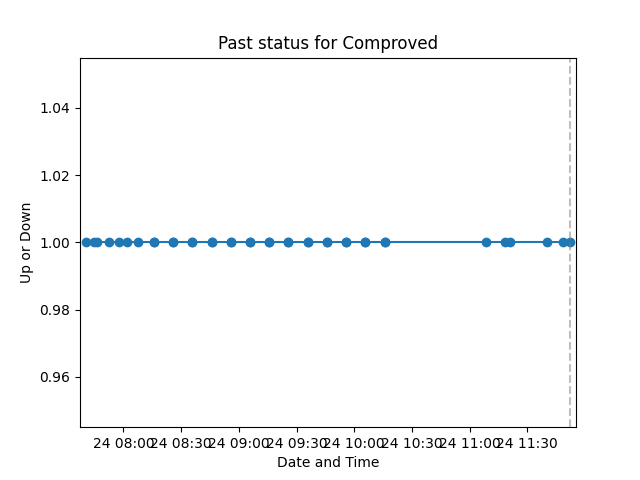 Past status for Comproved
1.04
1.02
1.00
0.98
0.96
Up or Down
24 08:00 24 08:30 24 09:00 24 09:30 24 10:00 24 10:30 24 11:00 24 11:30
Date and Time